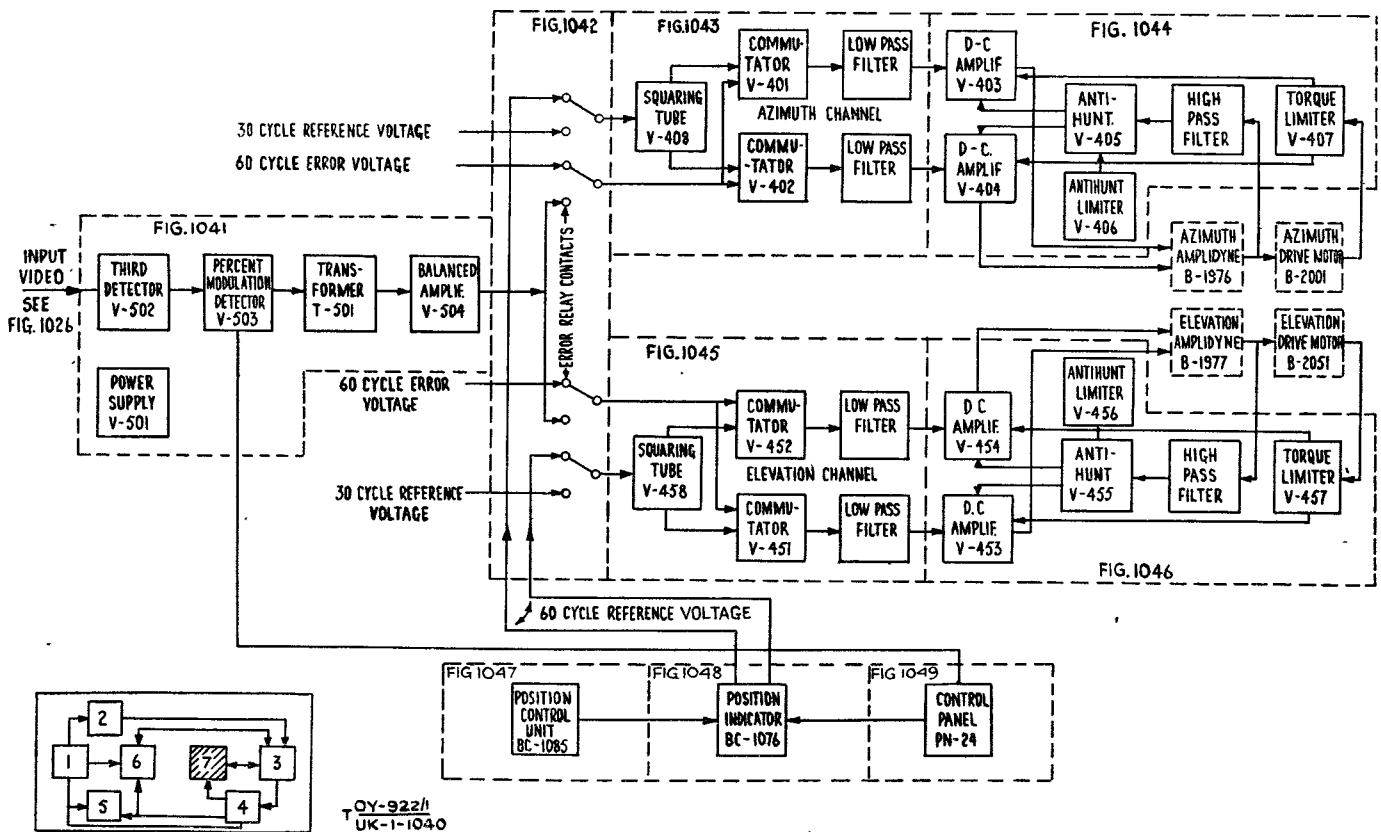 FIG.1042
FIG.1043
FIG. 1044
COMMU-
TATOR
V-401
LOW PASS
FILTER
D-C
AMPLIF
V-403
SQUARING
TUBE
V-408
AZIMUTH CHANNEL
ANTI-
HUNT.
V-405
HIGH
PASS
FILTER
TORQUE
LIMITER
V-407
30 CYCLE REFERENCE VOLTAGE
60 CYCLE ERROR VOLTAGE
COMMU-
-TATOR
V-402
LOW PASS
FILTER
D-C.
AMPLIF
V-404
ANTIHUNT
LIMITER
V-406
FIG.1041
INPUT
VIDEO
SEE
FIG. 1026
THIRD
DETECTOR
V-502
PERCENT
MODULATION
DETECTOR
V-503
TRANS-
FORMER
T-501
BALANCED
AMPLIF.
V-504
ERROR RELAY CONTACTS
AZIMUTH
AMPLIDYNE
B-1976
AZIMUTH
DRIVE MOTOR
B-2001
POWER
SUPPLY
V-501
60 CYCLE ERROR
VOLTAGE
FIG.1045
ELEVATION
AMPLIDYNE
B-1977
ELEVATION
DRIVE MOTOR
B-2051
ANTIHUNT
LIMITER
V-456
COMMU-
TATOR
V-452
LOW PASS
FILTER
D C
AMPLIF.
V-454
SQUARING
TUBE
V-458
ELEVATION CHANNEL
ANTI-
HUNT
V-455
HIGH
PASS
FILTER
TORQUE
LIMITER
V-457
30 CYCLE REFERENCE
VOLTAGE
COMMU-
TATOR
V-451
LOW PASS
FILTER
D.C
AMPLIF.
V-453
FIG.1046
60 CYCLE REFERENCE VOLTAGE
FIG 1047
FIG.1048
FIG. 1049
POSITION
CONTROL
UNIT
BC-1085
POSITION
INDICATOR
BC-1076
CONTROL
PANEL
PN-24
2
1
6
7
3
5
4
T OY-922/1
UK-1-1040